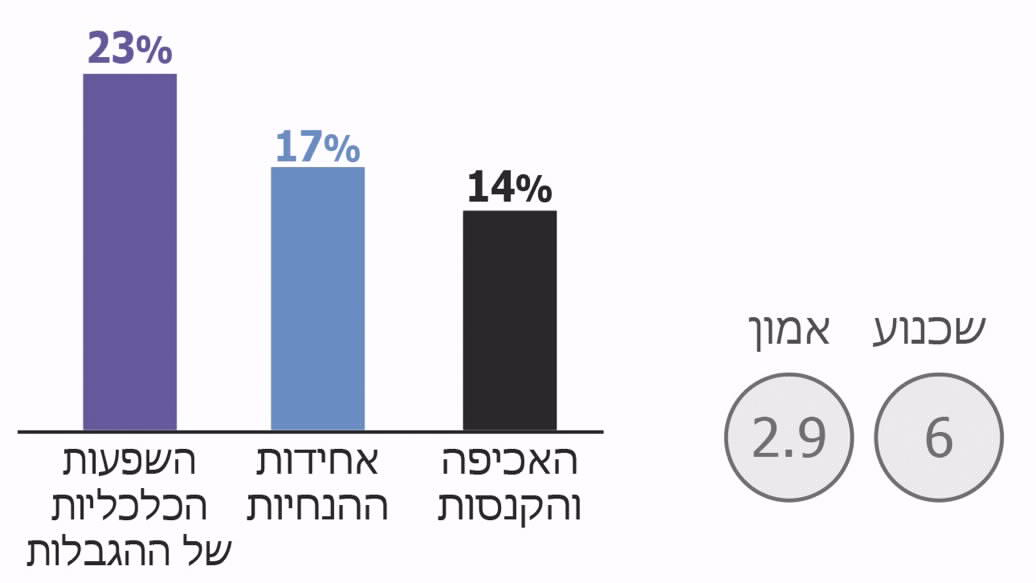 23%
17%
14%
השפעות
הכלכליות
של ההגבלות
אחידות
ההנחיות
האכיפה
והקנסות
שכנוע
6
אמון
2.9